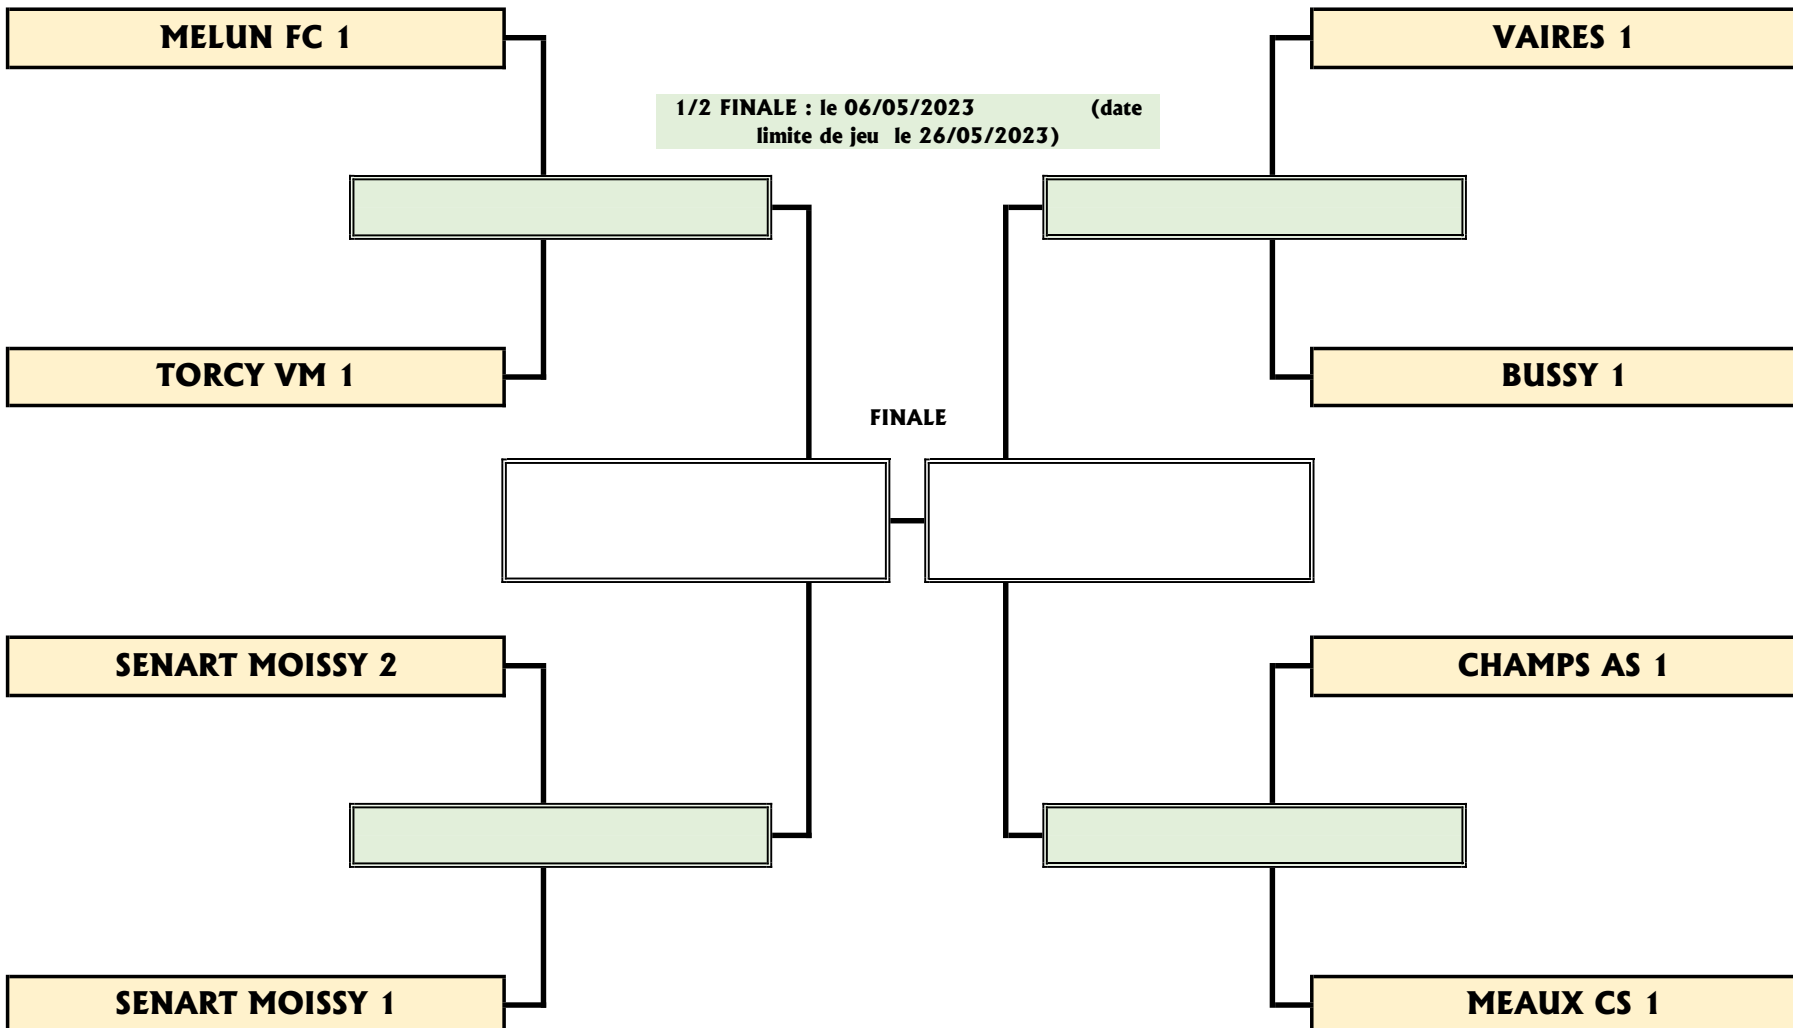 MELUN FC 1
VAIRES 1
1/2 FINALE : le 06/05/2023 (date
limite de jeu le 26/05/2023)
TORCY VM 1
BUSSY 1
FINALE
SENART MOISSY 2
CHAMPS AS 1
SENART MOISSY 1
MEAUX CS 1